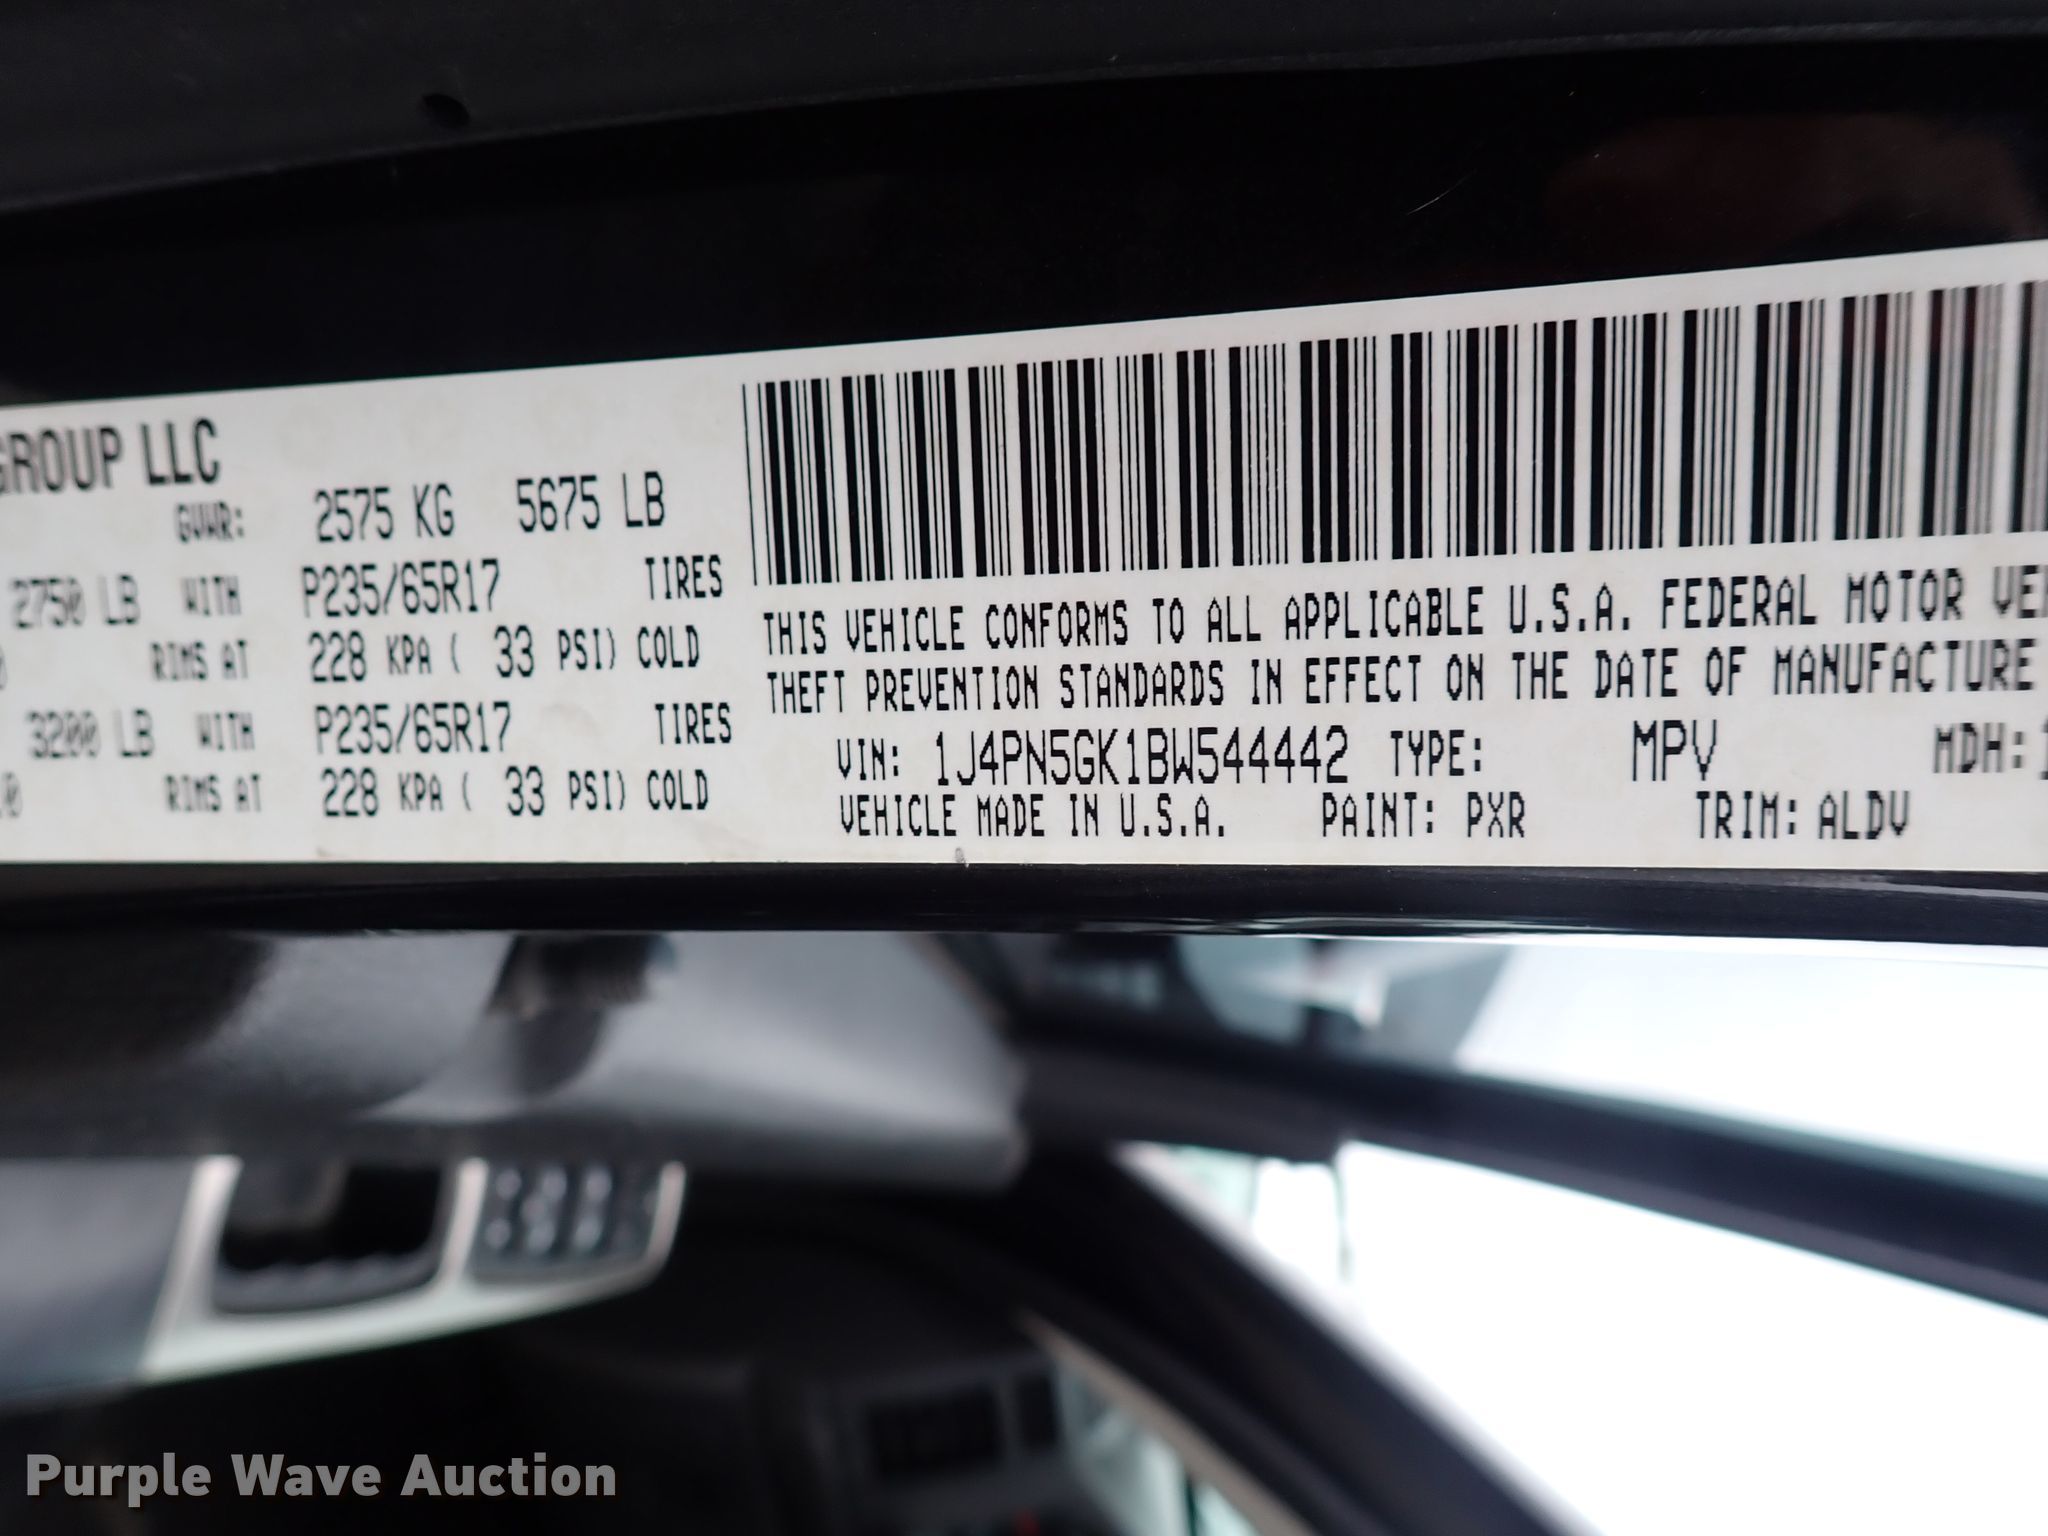 GROUP LLC
GVWR: 2575 KG 5675 LB
2750 LB WITH P235/65R17 TIRES
RIMS AT 228 KPA ( 33 PSI) COLD
3200 LB WITH P235/65R17 TIRES
RIMS AT 228 KPA ( 33 PSI) COLD
THIS VEHICLE CONFORMS TO ALL APPLICABLE U.S.A. FEDERAL MOTOR
THEFT PREVENTION STANDARDS IN EFFECT ON THE DATE OF MANUFACTURE
VIN: 1J4PN5GK1BW544442 TYPE: MPV MDH:
VEHICLE MADE IN U.S.A. PAINT: PXR TRIM: ALDV
Purple Wave Auction